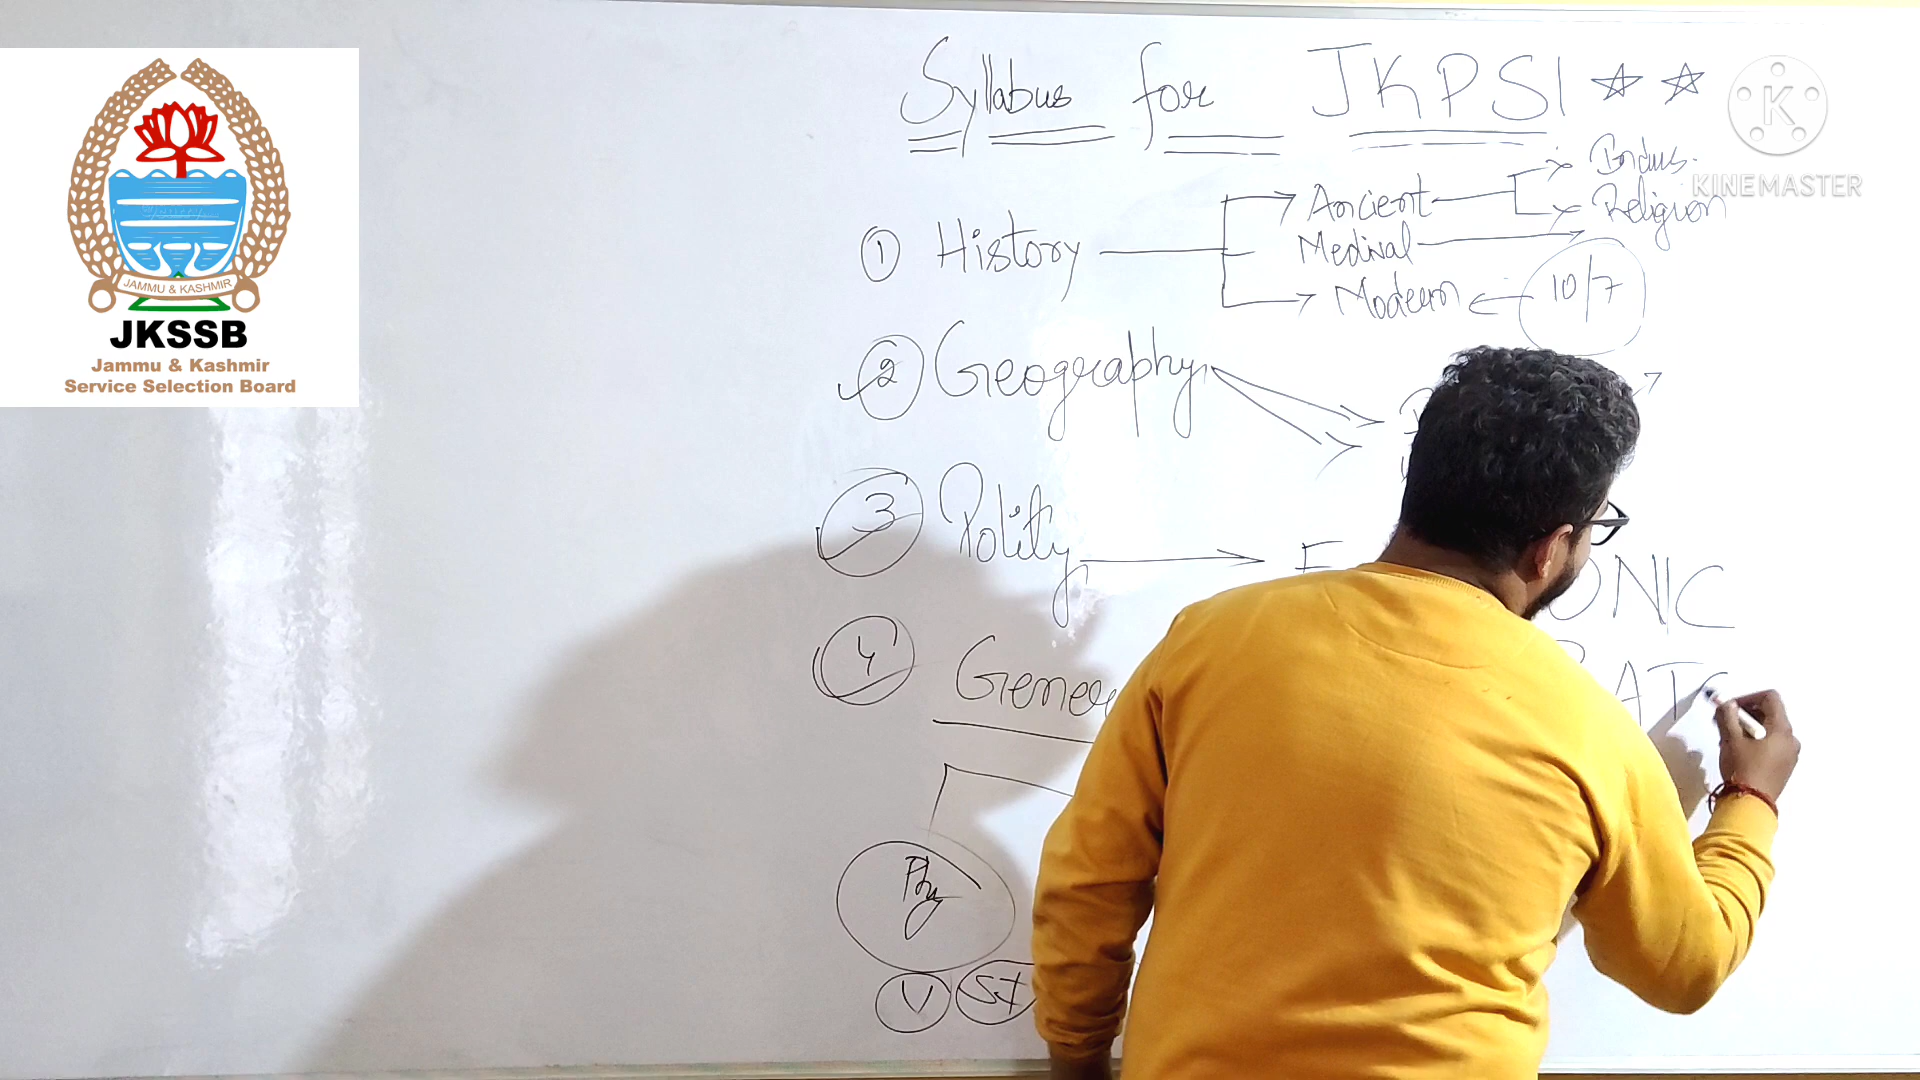 JAMMU & KASHMIR
JKSSB
Jammu & Kashmir
Service Selection Board
Syllabus for JKPSI
K
KINEMASTER
① History
Ancient
Indus.
Religion
Medival
Modern
10/7
② Geography
3 Polity
ONIC
4 Gener
AT
Phy
V